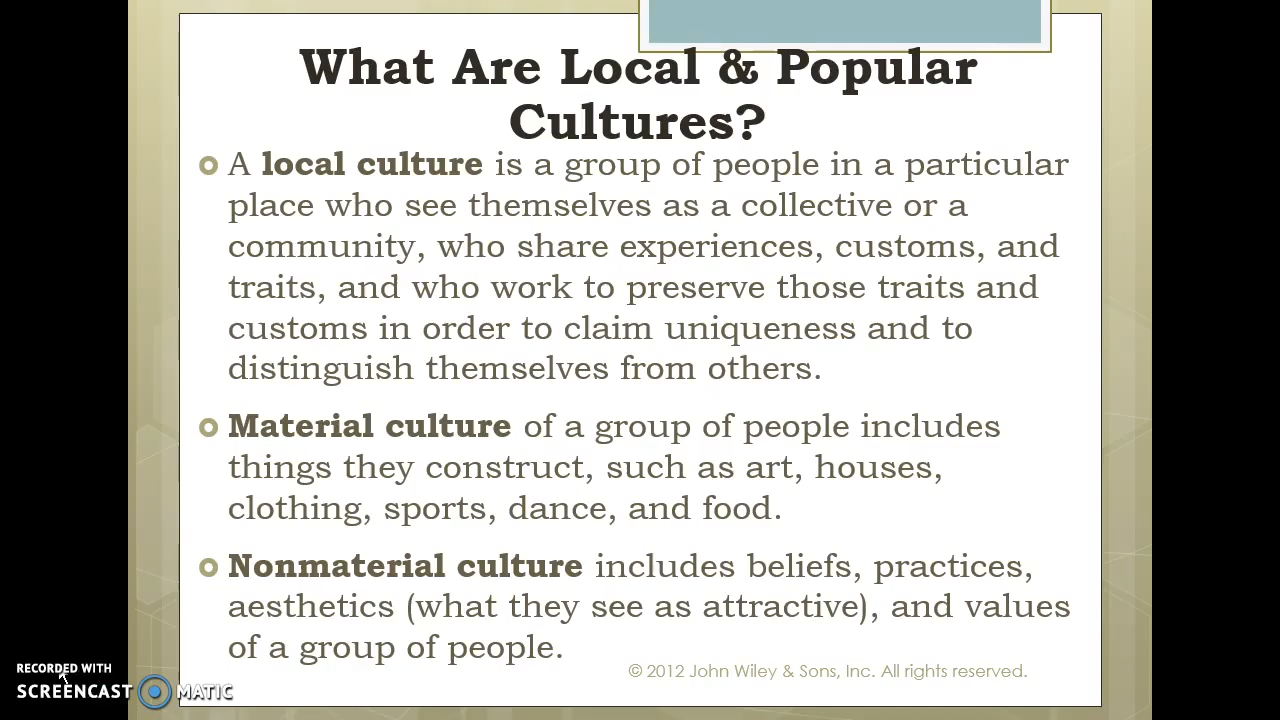 What Are Local & Popular
Cultures?
A local culture is a group of people in a particular
place who see themselves as a collective or a
community, who share experiences, customs, and
traits, and who work to preserve those traits and
customs in order to claim uniqueness and to
distinguish themselves from others.
Material culture of a group of people includes
things they construct, such as art, houses,
clothing, sports, dance, and food.
Nonmaterial culture includes beliefs, practices,
aesthetics (what they see as attractive), and values
of a group of people.
© 2012 John Wiley & Sons, Inc. All rights reserved.
RECORDED WITH
SCREENCAST MATIC